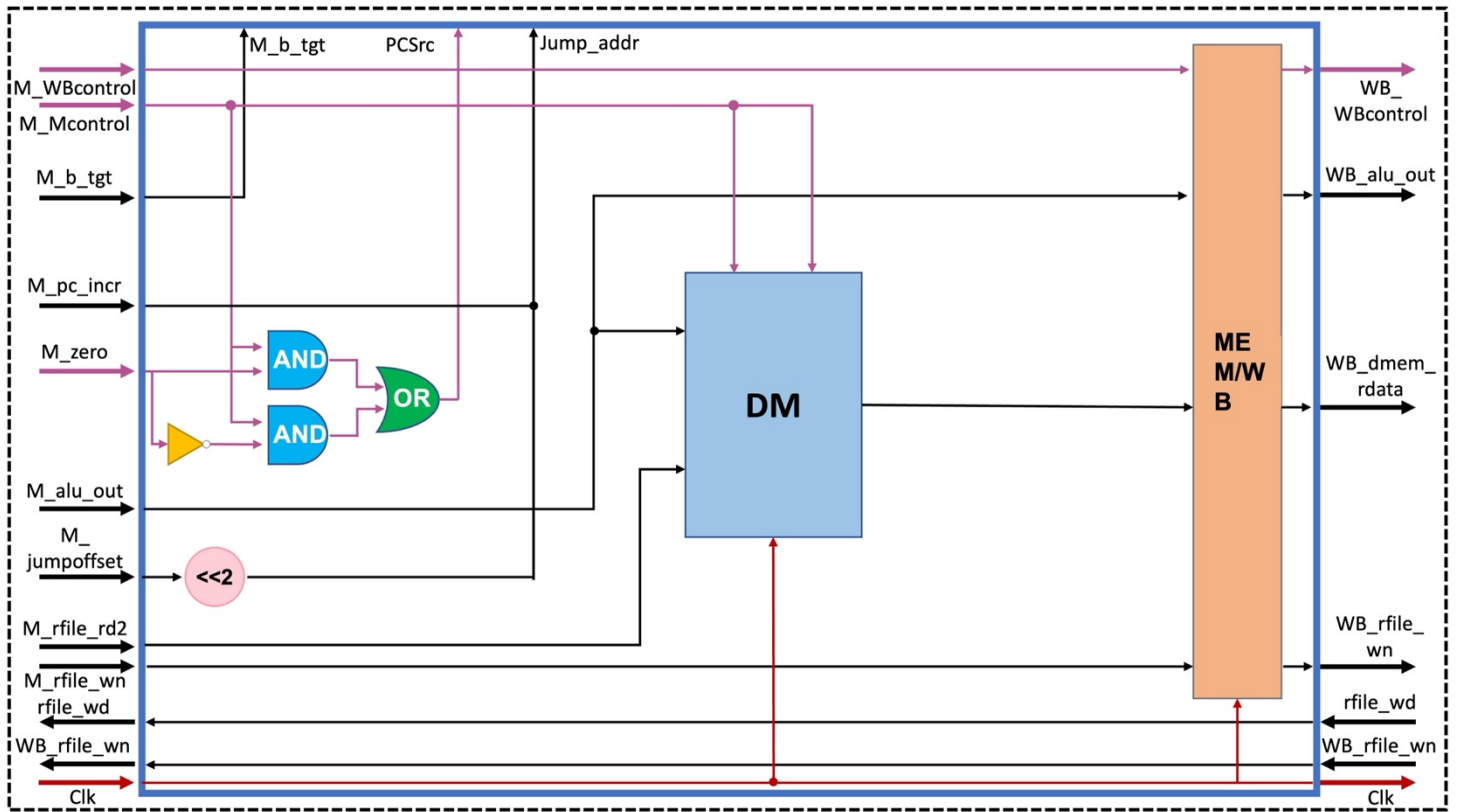 M_b_tgt
PCSrc
Jump_addr
M_WBcontrol
M_Mcontrol
M_b_tgt
M_pc_incr
M_zero
M_alu_out
M_
jumpoffset
M_rfile_rd2
M_rfile_wn
rfile_wd
WB_rfile_wn
Clk
AND
AND
OR
<<2
DM
ME
M/W
B
WB_
WBcontrol
WB_alu_out
WB_dmem_
rdata
WB_rfile_
wn
rfile_wd
WB_rfile_wn
Clk